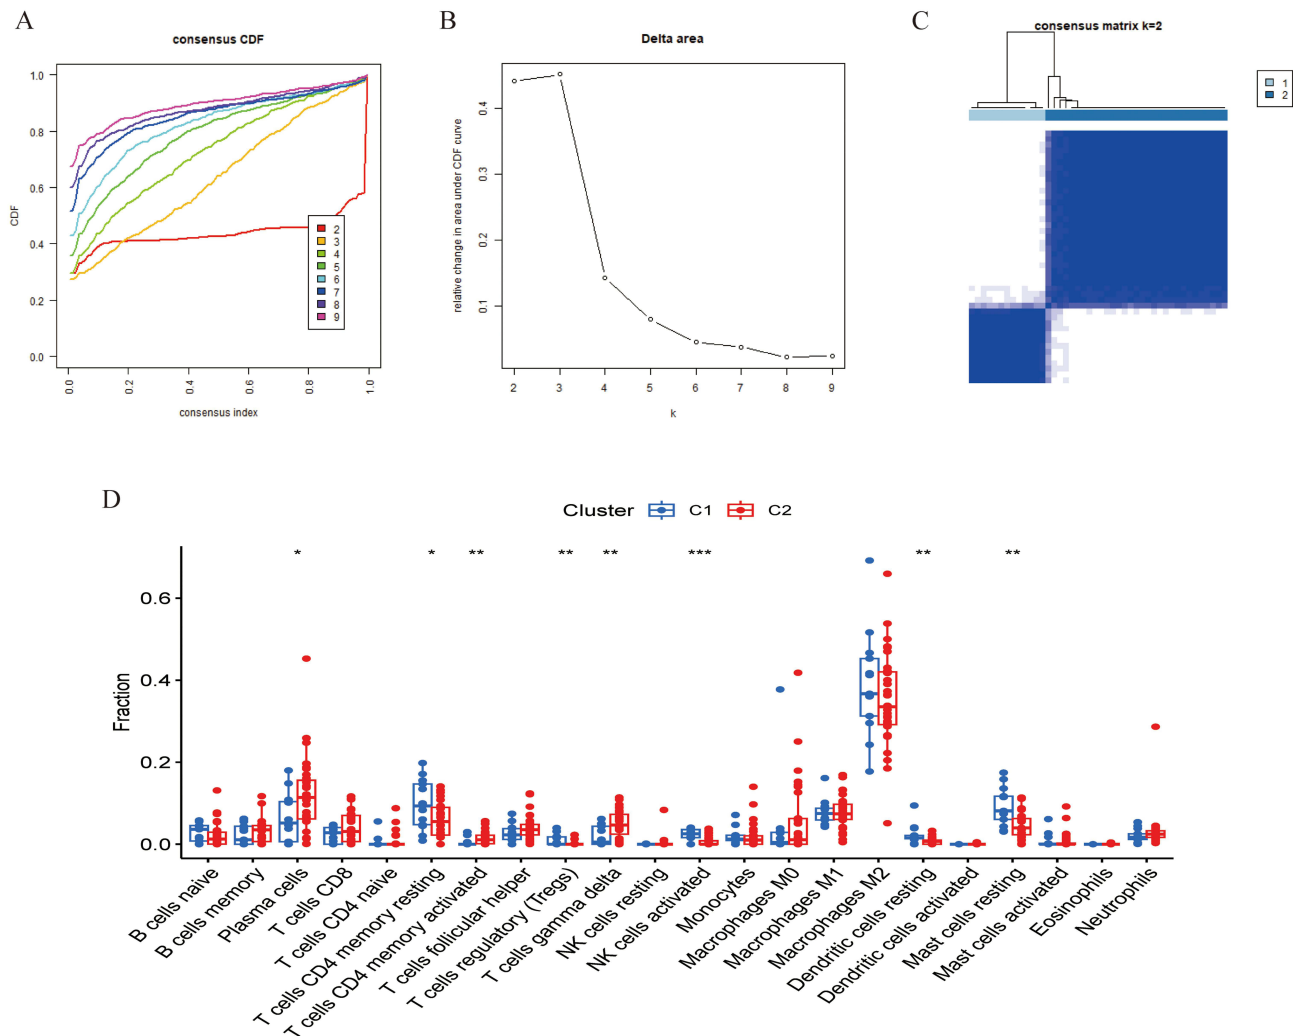 A
consensus CDF
CDF
1.0
0.8
0.6
0.4
0.2
0.0
0.0
0.2
0.4
0.6
0.8
1.0
consensus index
2
3
4
5
6
7
8
9
B
Delta area
relative change in area under CDF curve
0.4
0.3
0.2
0.1
2
3
4
5
6
7
8
9
k
C
consensus matrix k=2
1
2
D
Cluster C1 C2
* * ** ** ** *** ** **
Fraction
0.6
0.4
0.2
0.0
B cells naive
B cells memory
Plasma cells
T cells CD8
T cells CD4 naive
T cells CD4 memory resting
T cells CD4 memory activated
T cells follicular helper
T cells regulatory (Tregs)
T cells gamma delta
NK cells resting
NK cells activated
Monocytes
Macrophages M0
Macrophages M1
Macrophages M2
Dendritic cells resting
Dendritic cells activated
Mast cells resting
Mast cells activated
Eosinophils
Neutrophils